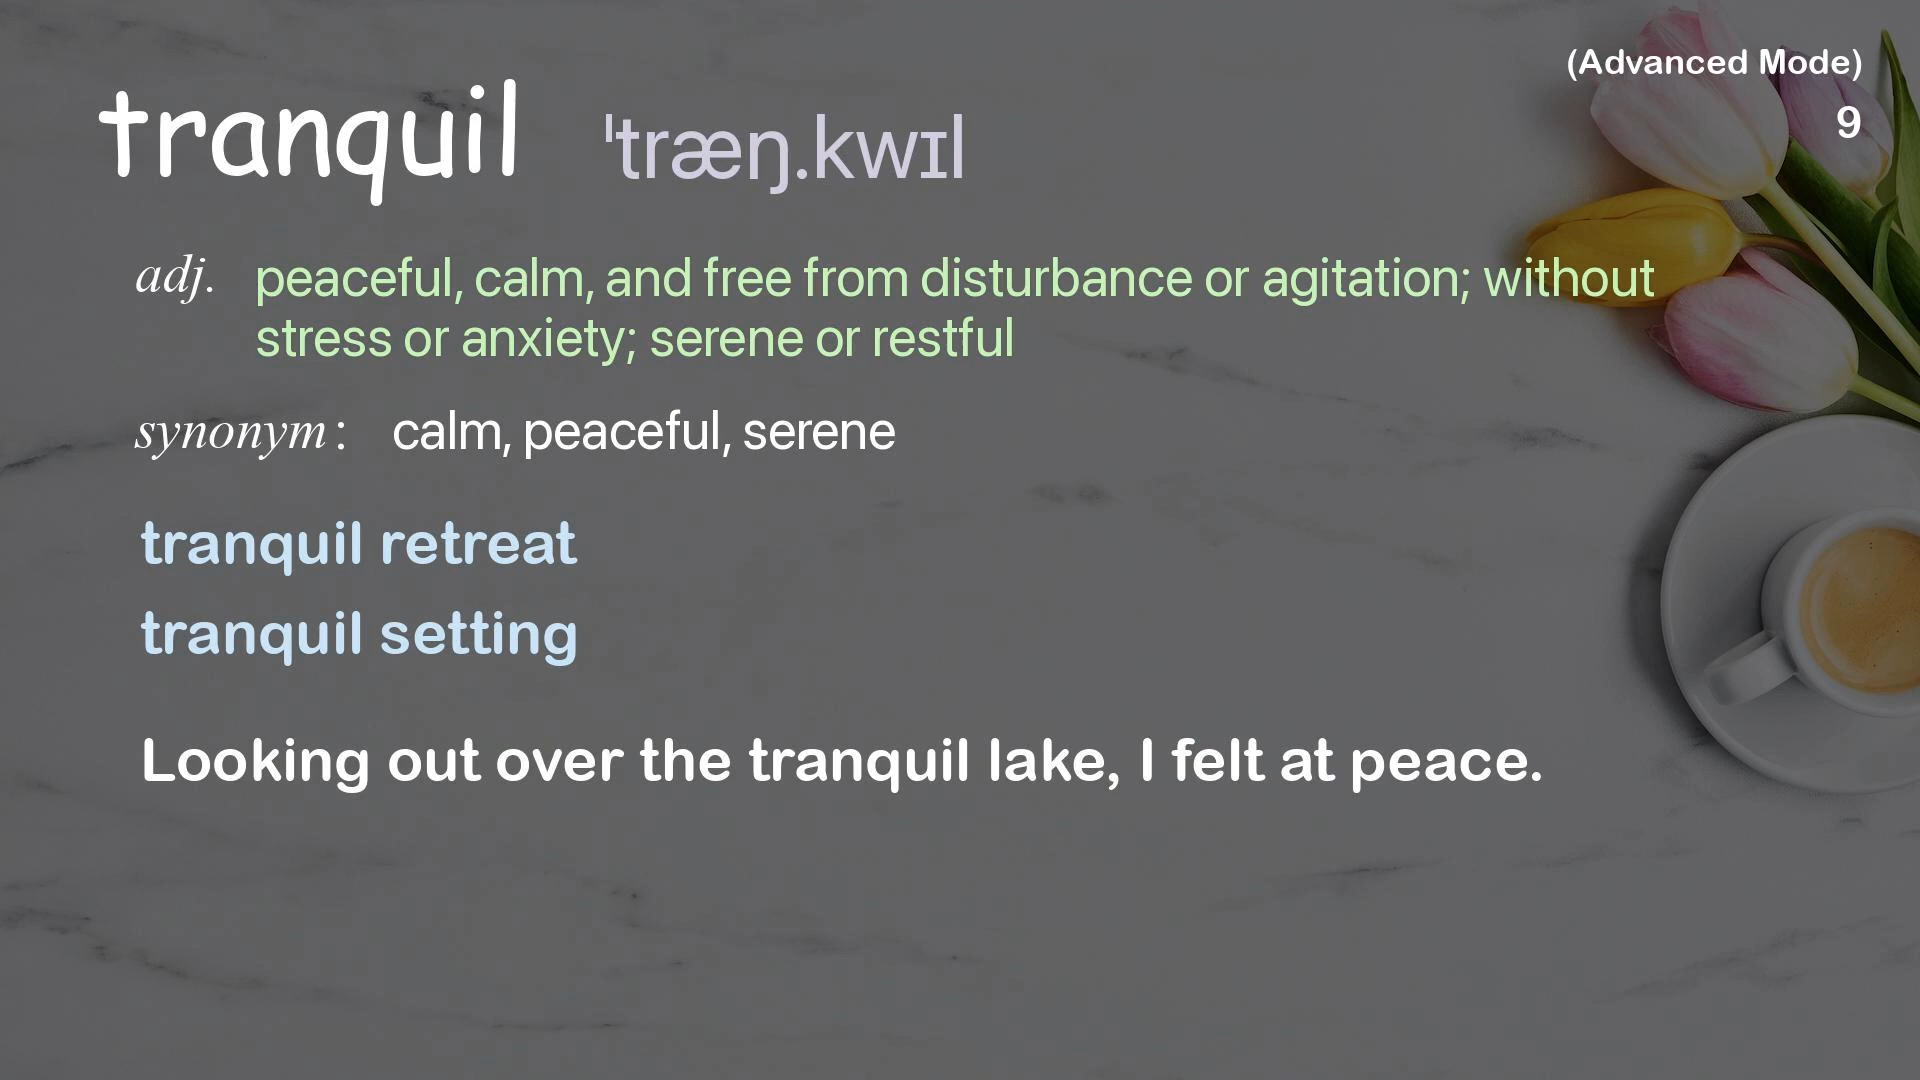 (Advanced Mode)
9
tranquil ˈtræŋ.kwɪl
adj. peaceful, calm, and free from disturbance or agitation; without
stress or anxiety; serene or restful
synonym: calm, peaceful, serene
tranquil retreat
tranquil setting
Looking out over the tranquil lake, I felt at peace.